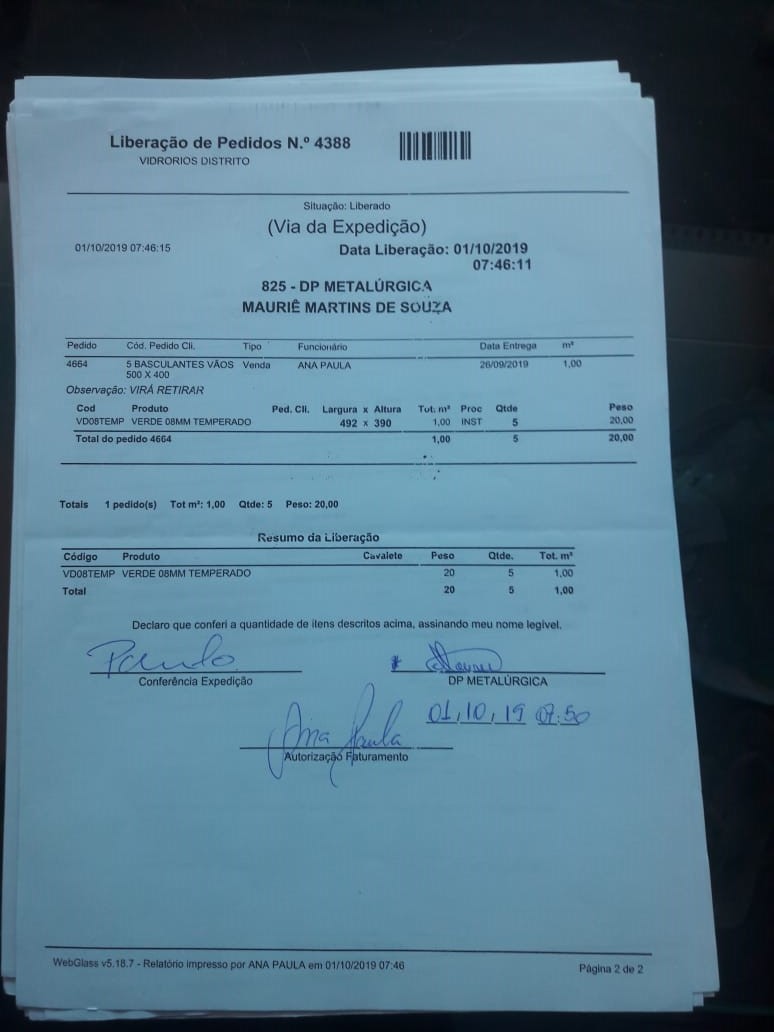 Liberação de Pedidos N.º 4388
VIDRORIOS DISTRITO
Situação: Liberado
(Via da Expedição)
01/10/2019 07:46:15
Data Liberação: 01/10/2019
07:46:11
825 - DP METALÚRGICA
MAURIÊ MARTINS DE SOUZA
Pedido Cód. Pedido Cli. Tipo Funcionário Data Entrega m²
4664 5 BASCULANTES VÃOS Venda ANA PAULA 26/09/2019 1,00
500 X 400
Observação: VIRÁ RETIRAR
Cod Produto Ped. Cli. Largura x Altura Tot. m² Proc Qtde Peso
VD08TEMP VERDE 08MM TEMPERADO 492 x 390 1,00 INST 5 20,00
Total do pedido 4664 1,00 5 20,00
Totais 1 pedido(s) Tot m²: 1,00 Qtde: 5 Peso: 20,00
Resumo da Liberação
Código Produto Cavalete Peso Qtde. Tot. m²
VD08TEMP VERDE 08MM TEMPERADO 20 5 1,00
Total 20 5 1,00
Declaro que conferi a quantidade de itens descritos acima, assinando meu nome legível.
Paulo
Conferência Expedição DP METALÚRGICA
01,10,19 07:50
Ana Paula
Autorização Faturamento
WebGlass v5.18.7 - Relatório impresso por ANA PAULA em 01/10/2019 07:46
Página 2 de 2